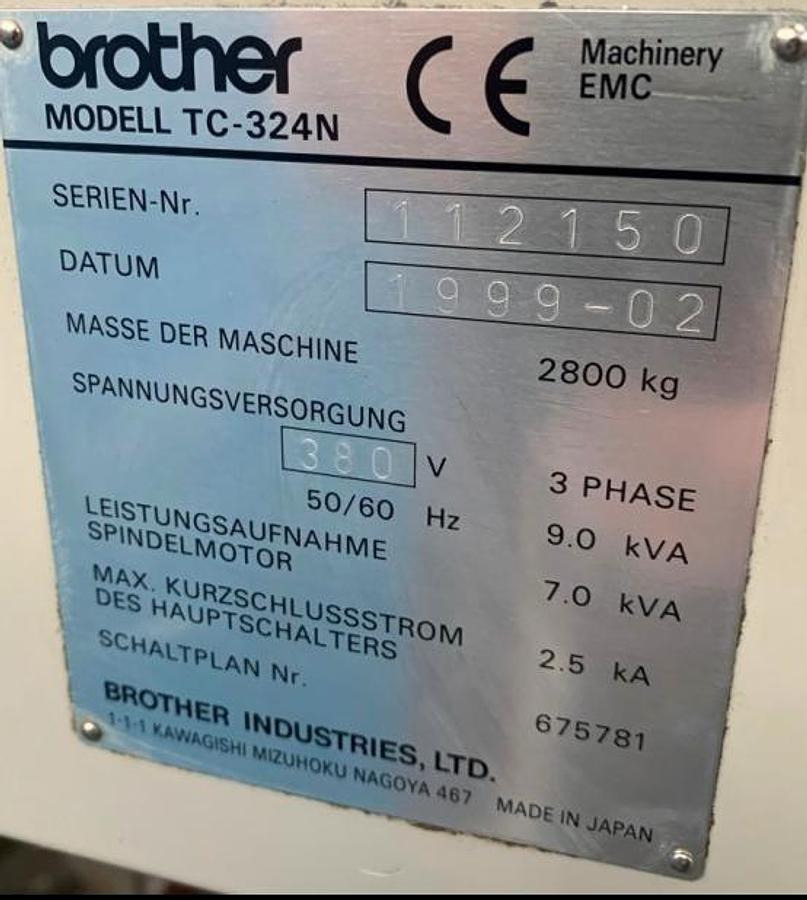 brother CE Machinery
EMC
MODELL TC-324N
SERIEN-Nr. 112150
DATUM 1999-02
MASSE DER MASCHINE 2800 kg
SPANNUNGSVERSORGUNG
380 V 3 PHASE
50/60 Hz
LEISTUNGSAUFNAHME 9.0 kVA
SPINDELMOTOR 7.0 kVA
MAX. KURZSCHLUSSSTROM
DES HAUPTSCHALTERS 2.5 kA
SCHALTPLAN Nr. 675781
BROTHER INDUSTRIES, LTD.
1-1-1 KAWAGISHI MIZUHOKU NAGOYA 467 MADE IN JAPAN